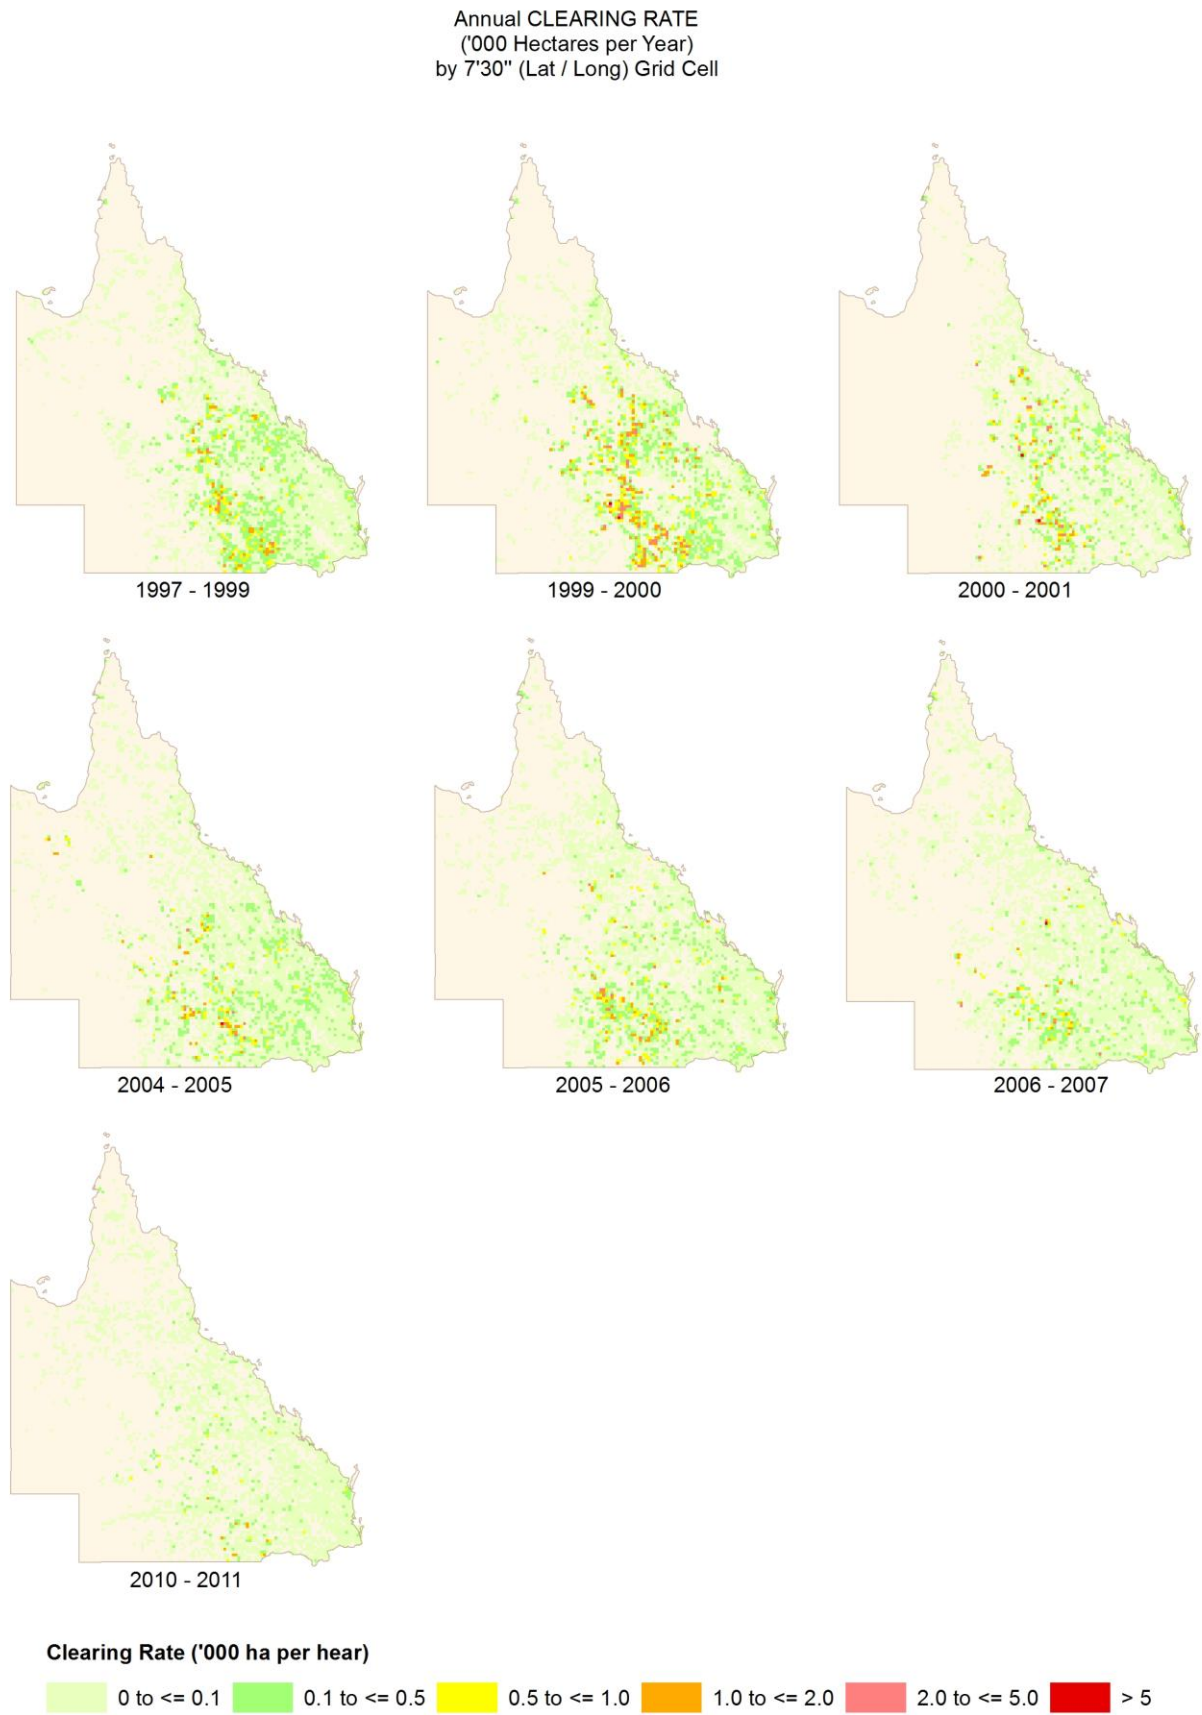 Annual CLEARING RATE
('000 Hectares per Year)
by 7'30'' (Lat / Long) Grid Cell
1997 - 1999
1999 - 2000
2000 - 2001
2004 - 2005
2005 - 2006
2006 - 2007
2010 - 2011
Clearing Rate ('000 ha per hear)
0 to <= 0.1 0.1 to <= 0.5 0.5 to <= 1.0 1.0 to <= 2.0 2.0 to <= 5.0 > 5